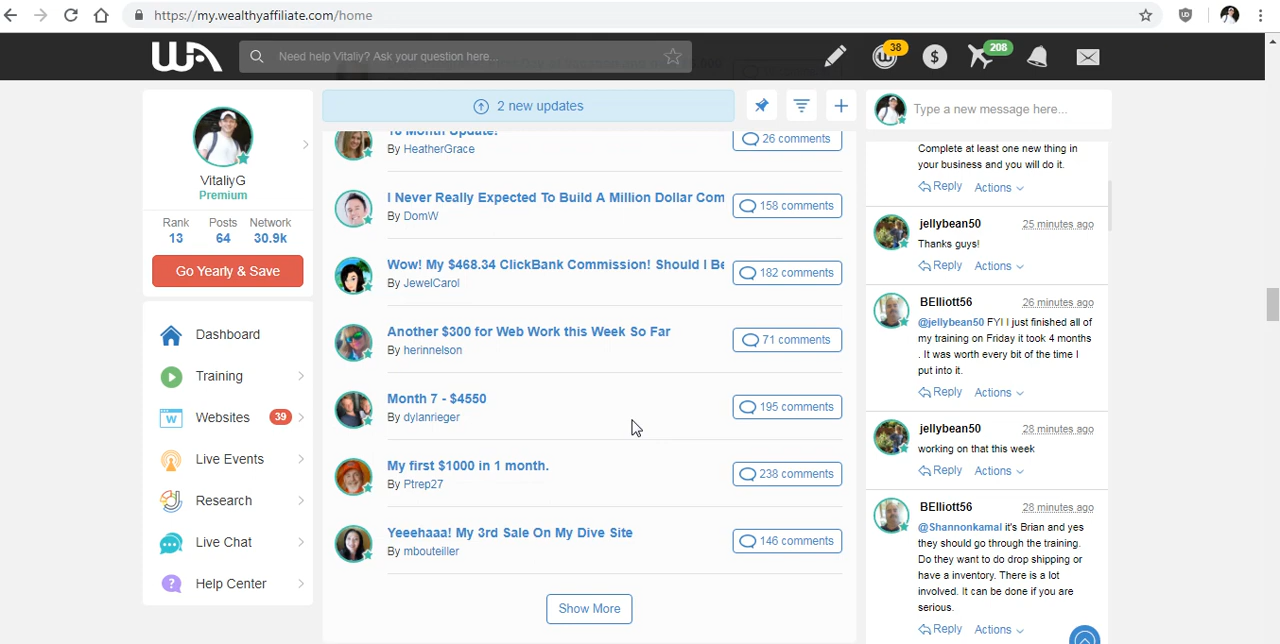 https://my.wealthyaffiliate.com/home
WA
Need help Vitaliy? Ask your question here...
38
208
VitaliyG
Premium
Rank Posts Network
13 64 30.9k
Go Yearly & Save
Dashboard
Training
Websites 39
Live Events
Research
Live Chat
Help Center
2 new updates
18 Month Update!
By HeatherGrace
26 comments
I Never Really Expected To Build A Million Dollar Com
By DomW
158 comments
Wow! My $468.34 ClickBank Commission! Should I Be
By JewelCarol
182 comments
Another $300 for Web Work this Week So Far
By herinnelson
71 comments
Month 7 - $4550
By dylanrieger
195 comments
My first $1000 in 1 month.
By Ptrep27
238 comments
Yeeehaaa! My 3rd Sale On My Dive Site
By mbouteiller
146 comments
Show More
Type a new message here...
Complete at least one new thing in
your business and you will do it.
Reply Actions
jellybean50 25 minutes ago
Thanks guys!
Reply Actions
BElliott56 26 minutes ago
@jellybean50 FYI I just finished all of
my training on Friday it took 4 months
. It was worth every bit of the time I
put into it.
Reply Actions
jellybean50 28 minutes ago
working on that this week
Reply Actions
BElliott56 28 minutes ago
@Shannonkamal it's Brian and yes
they should go through the training.
Do they want to do drop shipping or
have a inventory. There is a lot
involved. It can be done if you are
serious.
Reply Actions